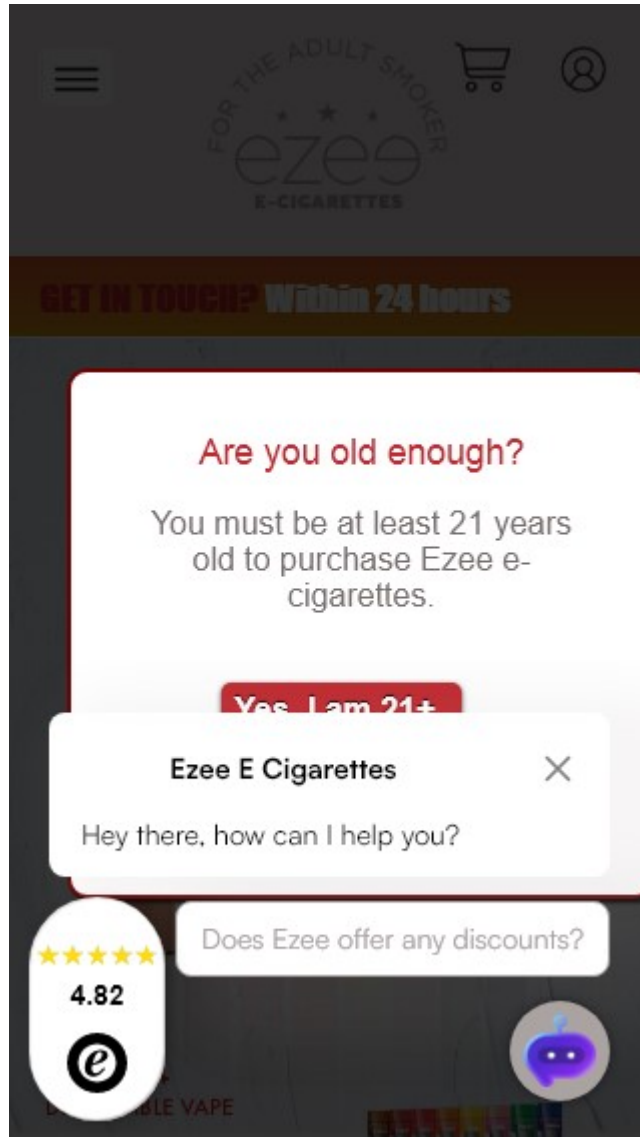 FOR THE ADULT SMOKER
ezee
E-CIGARETTES
GET IN TOUCH? Within 24 hours
Are you old enough?
You must be at least 21 years
old to purchase Ezee e-
cigarettes.
Yes, I am 21+
Ezee E Cigarettes
Hey there, how can I help you?
Does Ezee offer any discounts?
4.82
e
VAPE